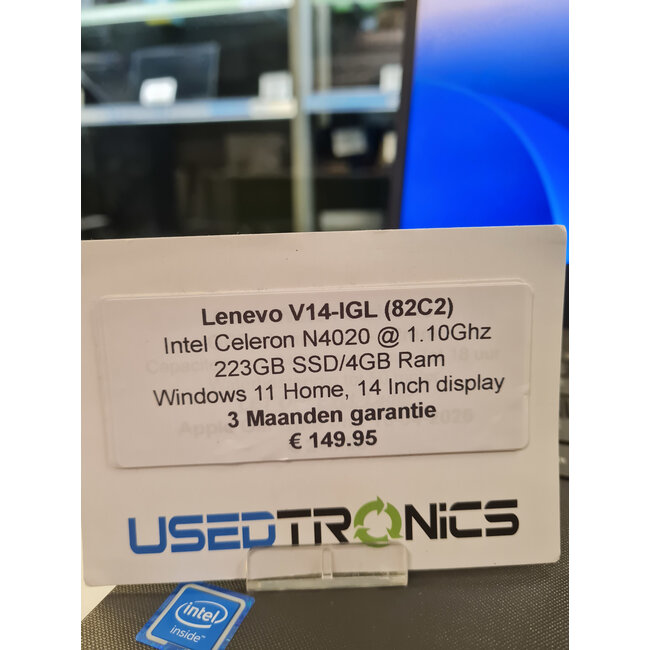 Lenevo V14-IGL (82C2)
Intel Celeron N4020 @ 1.10Ghz
223GB SSD/4GB Ram
Windows 11 Home, 14 Inch display
3 Maanden garantie
€ 149.95
USEDTRONiCS
intel
inside™